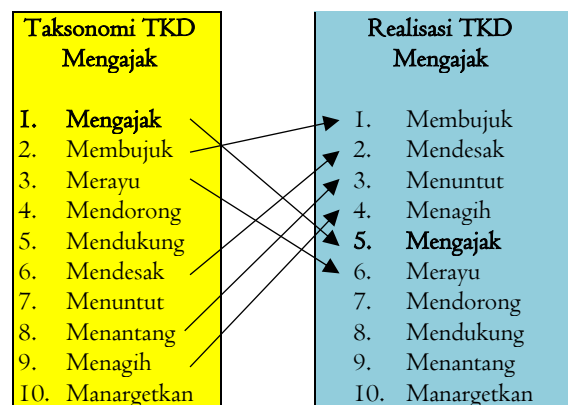 Taksonomi TKD
Mengajak
1. Mengajak
2. Membujuk
3. Merayu
4. Mendorong
5. Mendukung
6. Mendesak
7. Menuntut
8. Menantang
9. Menagih
10. Manargetkan
Realisasi TKD
Mengajak
1. Membujuk
2. Mendesak
3. Menuntut
4. Menagih
5. Mengajak
6. Merayu
7. Mendorong
8. Mendukung
9. Menantang
10. Manargetkan